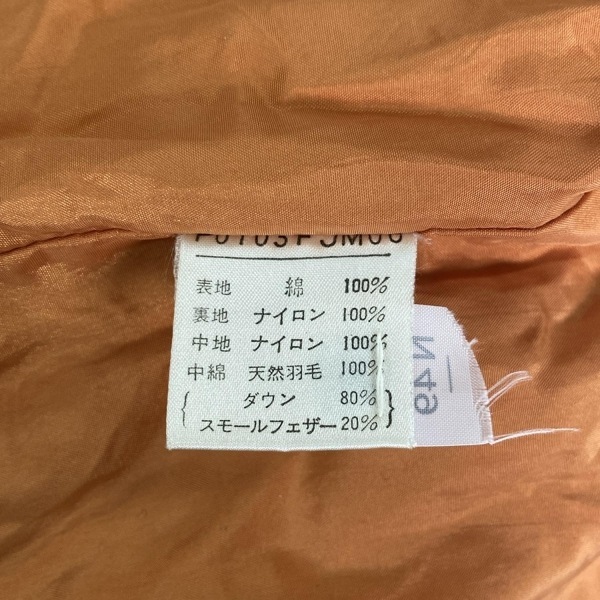 表地 綿 100%
裏地 ナイロン 100%
中地 ナイロン 100%
中綿 天然羽毛 100%
{ ダウン 80% }
スモールフェザー 20%
N 49